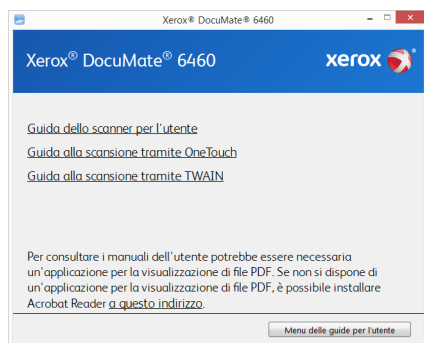 Xerox® DocuMate® 6460
Xerox® DocuMate® 6460
xerox
Guida dello scanner per l'utente
Guida alla scansione tramite OneTouch
Guida alla scansione tramite TWAIN
Per consultare i manuali dell'utente potrebbe essere necessaria
un'applicazione per la visualizzazione di file PDF. Se non si dispone di
un'applicazione per la visualizzazione di file PDF, è possibile installare
Acrobat Reader a questo indirizzo.
Menu delle guide per l'utente